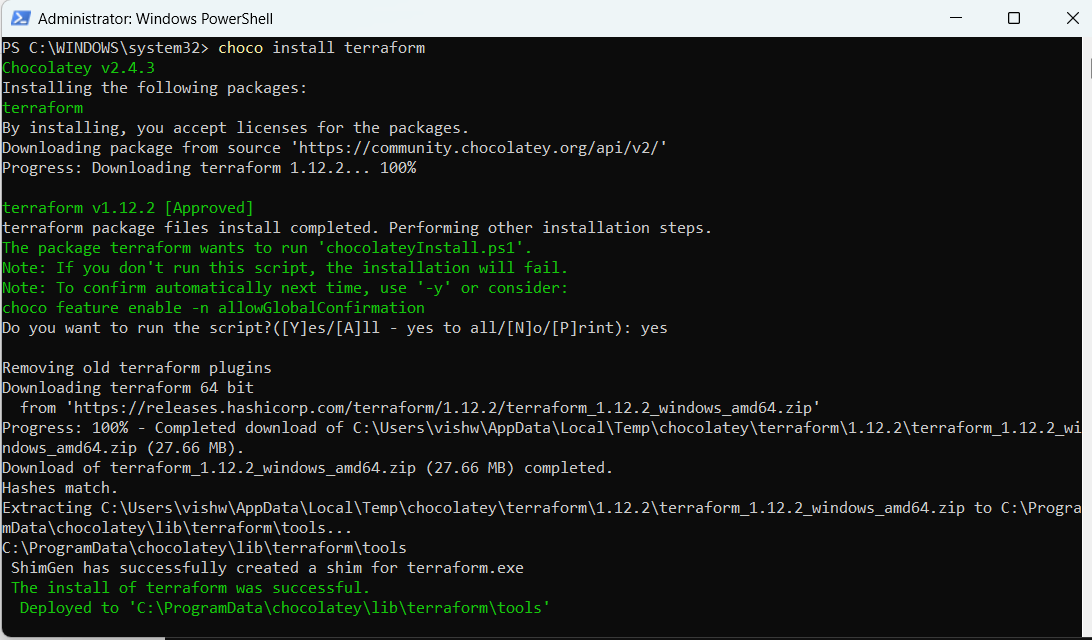 Administrator: Windows PowerShell
PS C:\WINDOWS\system32> choco install terraform
Chocolatey v2.4.3
Installing the following packages:
terraform
By installing, you accept licenses for the packages.
Downloading package from source 'https://community.chocolatey.org/api/v2/'
Progress: Downloading terraform 1.12.2... 100%
terraform v1.12.2 [Approved]
terraform package files install completed. Performing other installation steps.
The package terraform wants to run 'chocolateyInstall.ps1'.
Note: If you don't run this script, the installation will fail.
Note: To confirm automatically next time, use '-y' or consider:
choco feature enable -n allowGlobalConfirmation
Do you want to run the script?([Y]es/[A]ll - yes to all/[N]o/[P]rint): yes
Removing old terraform plugins
Downloading terraform 64 bit
  from 'https://releases.hashicorp.com/terraform/1.12.2/terraform_1.12.2_windows_amd64.zip'
Progress: 100% - Completed download of C:\Users\vishw\AppData\Local\Temp\chocolatey\terraform\1.12.2\terraform_1.12.2_wi
ndows_amd64.zip (27.66 MB).
Download of terraform_1.12.2_windows_amd64.zip (27.66 MB) completed.
Hashes match.
Extracting C:\Users\vishw\AppData\Local\Temp\chocolatey\terraform\1.12.2\terraform_1.12.2_windows_amd64.zip to C:\Progra
mData\chocolatey\lib\terraform\tools...
C:\ProgramData\chocolatey\lib\terraform\tools
 ShimGen has successfully created a shim for terraform.exe
 The install of terraform was successful.
  Deployed to 'C:\ProgramData\chocolatey\lib\terraform\tools'